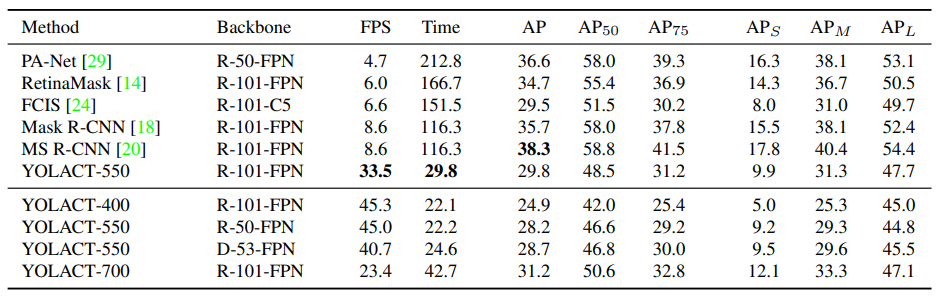 Method Backbone FPS Time AP AP50 AP75 APS APM APL
PA-Net [29] R-50-FPN 4.7 212.8 36.6 58.0 39.3 16.3 38.1 53.1
RetinaMask [14] R-101-FPN 6.0 166.7 34.7 55.4 36.9 14.3 36.7 50.5
FCIS [24] R-101-C5 6.6 151.5 29.5 51.5 30.2 8.0 31.0 49.7
Mask R-CNN [18] R-101-FPN 8.6 116.3 35.7 58.0 37.8 15.5 38.1 52.4
MS R-CNN [20] R-101-FPN 8.6 116.3 38.3 58.8 41.5 17.8 40.4 54.4
YOLACT-550 R-101-FPN 33.5 29.8 29.8 48.5 31.2 9.9 31.3 47.7
YOLACT-400 R-101-FPN 45.3 22.1 24.9 42.0 25.4 5.0 25.3 45.0
YOLACT-550 R-50-FPN 45.0 22.2 28.2 46.6 29.2 9.2 29.3 44.8
YOLACT-550 D-53-FPN 40.7 24.6 28.7 46.8 30.0 9.5 29.6 45.5
YOLACT-700 R-101-FPN 23.4 42.7 31.2 50.6 32.8 12.1 33.3 47.1